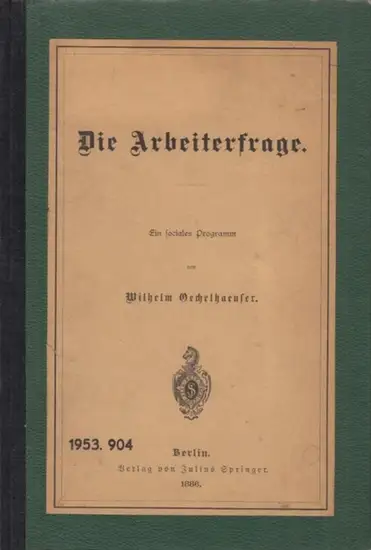 Die Arbeiterfrage.
Ein sociales Programm
von
Wilhelm Oechelhaeuser.
S
1953. 904
Berlin.
Verlag von Julius Springer.
1886.